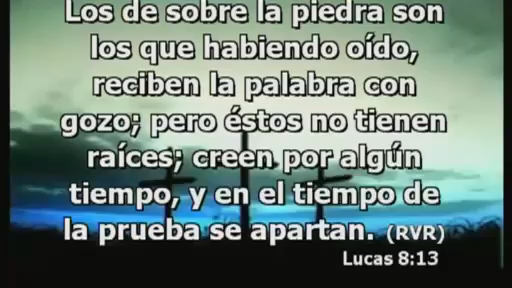 Los de sobre la piedra son
los que habiendo oído,
reciben la palabra con
gozo; pero éstos no tienen
raíces; creen por algún
tiempo, y en el tiempo de
la prueba se apartan. (RVR)
Lucas 8:13